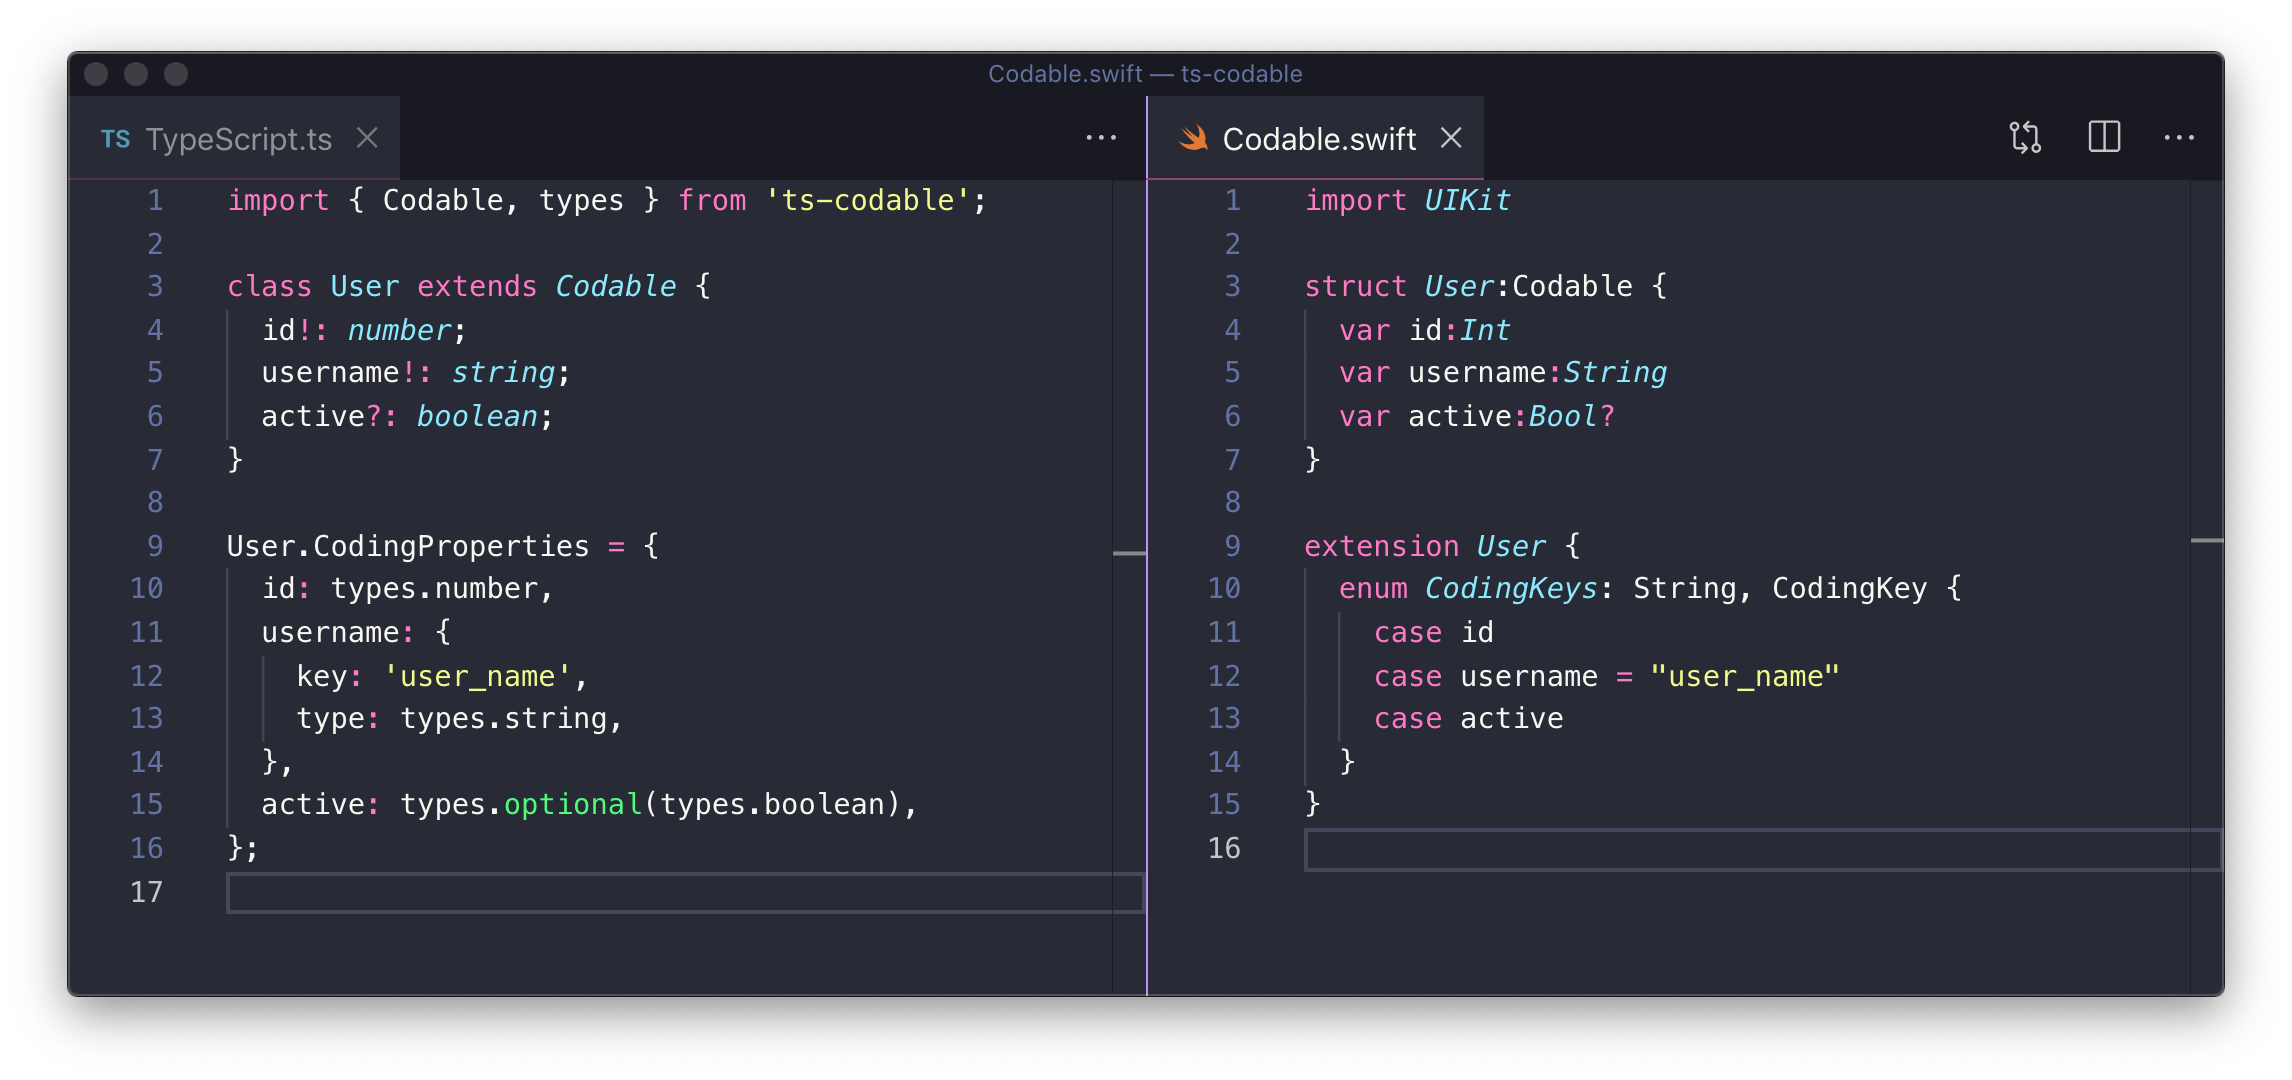 Codable.swift — ts-codable
TS TypeScript.ts
1 import { Codable, types } from 'ts-codable';
2
3 class User extends Codable {
4   id!: number;
5   username!: string;
6   active?: boolean;
7 }
8
9 User.CodingProperties = {
10   id: types.number,
11   username: {
12     key: 'user_name',
13     type: types.string,
14   },
15   active: types.optional(types.boolean),
16 };
17
Codable.swift
1 import UIKit
2
3 struct User:Codable {
4   var id:Int
5   var username:String
6   var active:Bool?
7 }
8
9 extension User {
10   enum CodingKeys: String, CodingKey {
11     case id
12     case username = "user_name"
13     case active
14   }
15 }
16